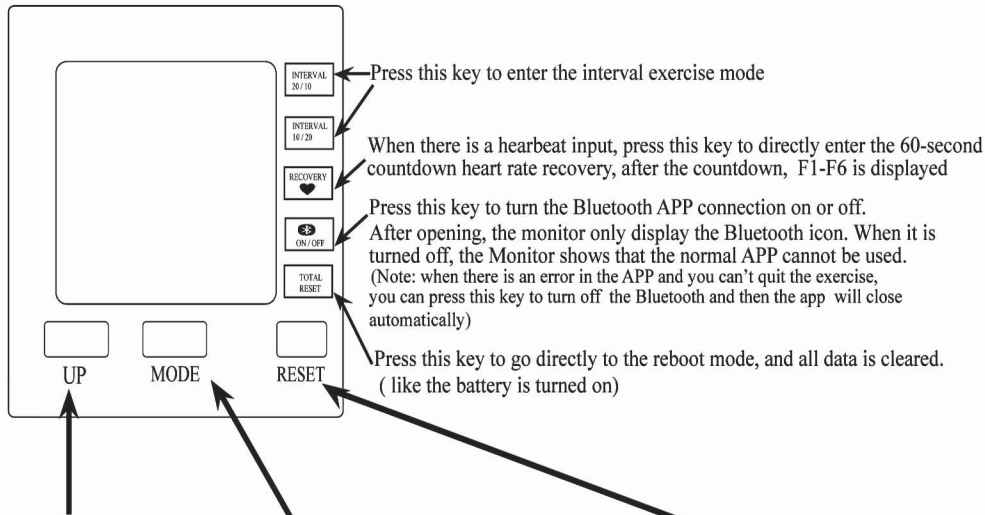 INTERVAL
20/10
Press this key to enter the interval exercise mode
INTERVAL
10/20
When there is a hearbeat input, press this key to directly enter the 60-second
countdown heart rate recovery, after the countdown, F1-F6 is displayed
RECOVERY
Press this key to turn the Bluetooth APP connection on or off.
After opening, the monitor only display the Bluetooth icon. When it is
turned off, the Monitor shows that the normal APP cannot be used.
(Note: when there is an error in the APP and you can't quit the exercise,
you can press this key to turn off the Bluetooth and then the app will close
automatically)
ON/OFF
TOTAL
RESET
Press this key to go directly to the reboot mode, and all data is cleared.
( like the battery is turned on)
UP
MODE
RESET